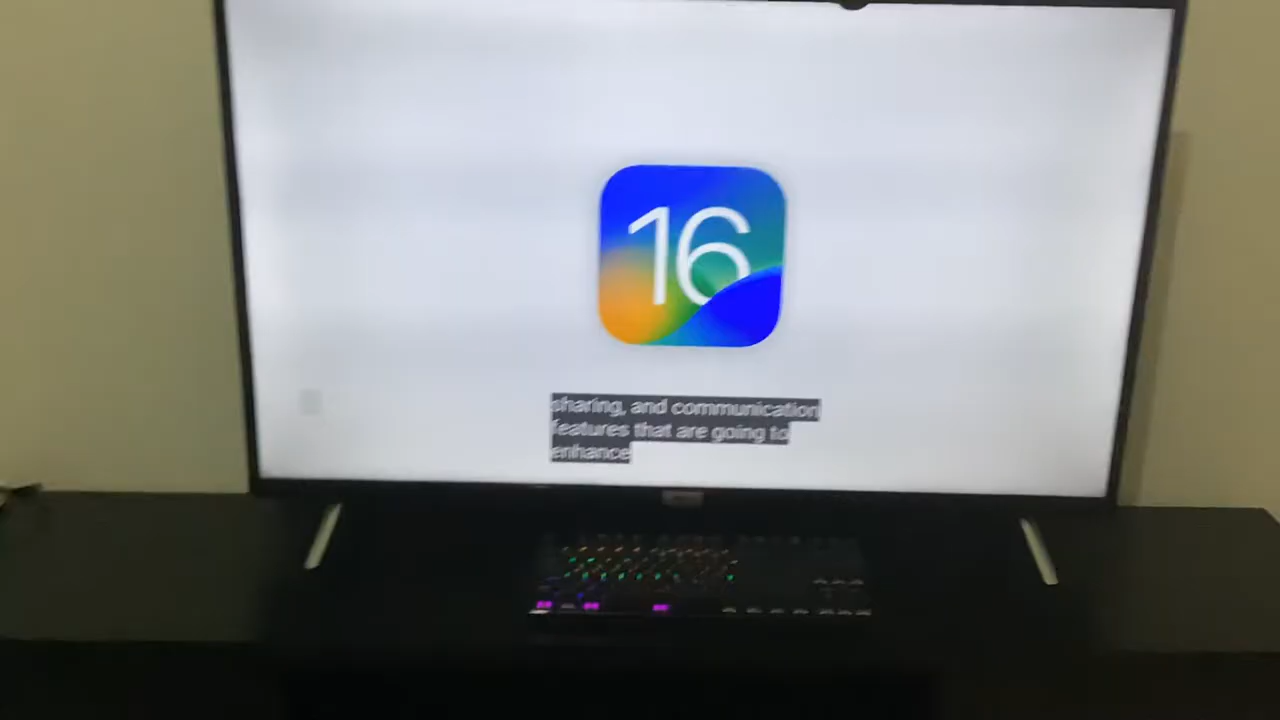 16
sharing, and communication
features that are going to
enhance